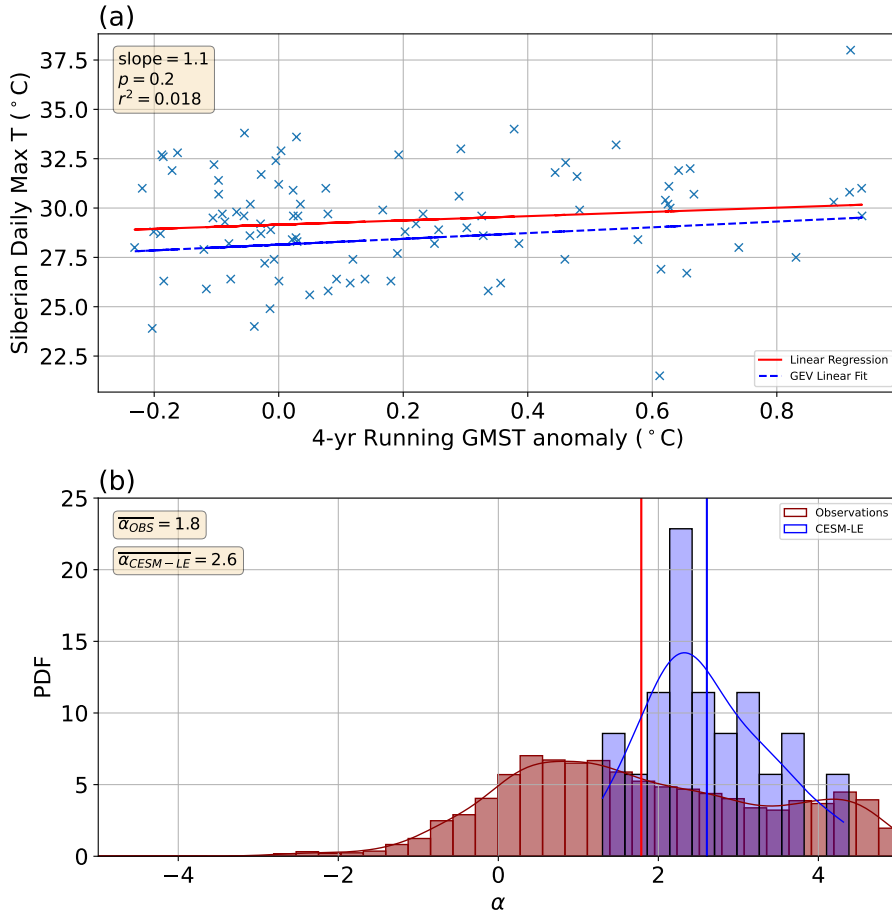 (a)
37.5
35.0
32.5
30.0
27.5
25.0
22.5
Siberian Daily Max T (°C)
slope = 1.1
p = 0.2
r² = 0.018
Linear Regression
GEV Linear Fit
−0.2 0.0 0.2 0.4 0.6 0.8
4-yr Running GMST anomaly (°C)
(b)
25
20
15
10
5
0
PDF
α_OBS = 1.8
α_CESM−LE = 2.6
Observations
CESM-LE
−4 −2 0 2 4
α